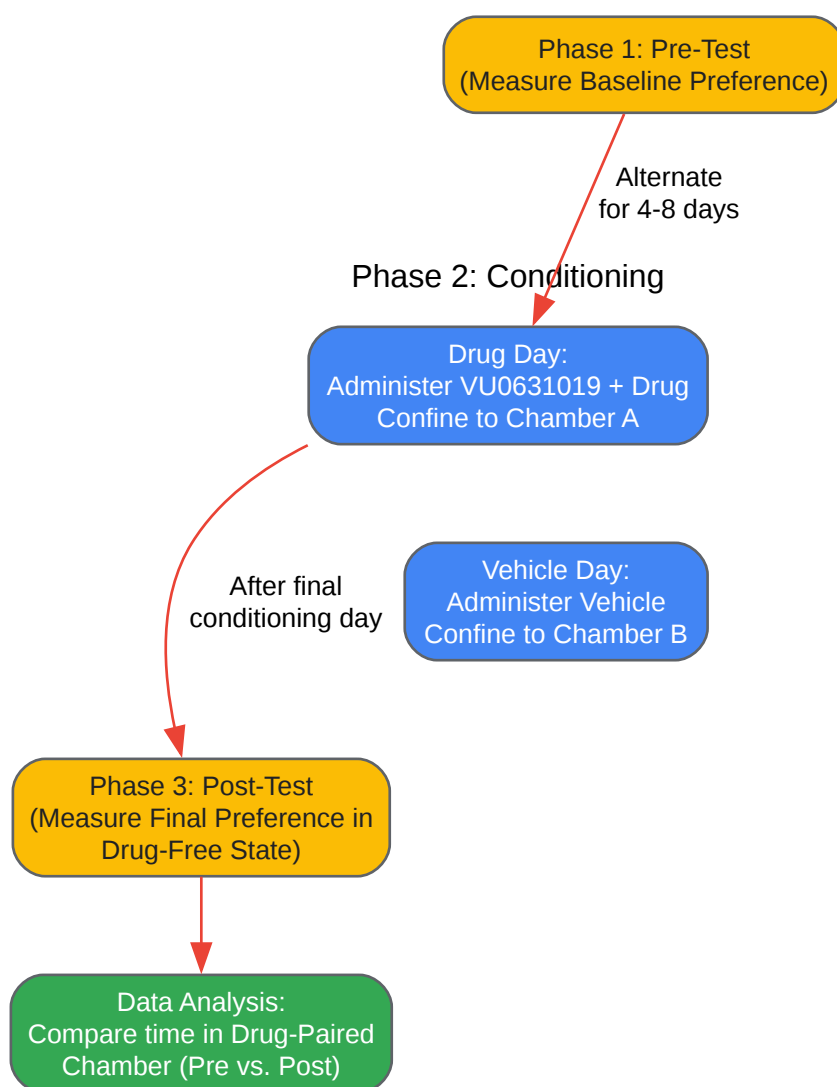 Phase 1: Pre-Test
(Measure Baseline Preference)
Alternate
for 4-8 days
Phase 2: Conditioning
Drug Day:
Administer VU0631019 + Drug
Confine to Chamber A
Vehicle Day:
Administer Vehicle
Confine to Chamber B
After final
conditioning day
Phase 3: Post-Test
(Measure Final Preference in
Drug-Free State)
Data Analysis:
Compare time in Drug-Paired
Chamber (Pre vs. Post)